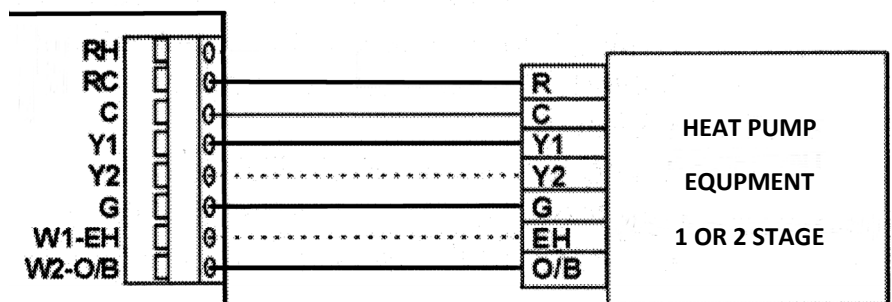 RH
RC
C
Y1
Y2
G
W1-EH
W2-O/B
R
C
Y1
Y2
G
EH
O/B
HEAT PUMP
EQUPMENT
1 OR 2 STAGE